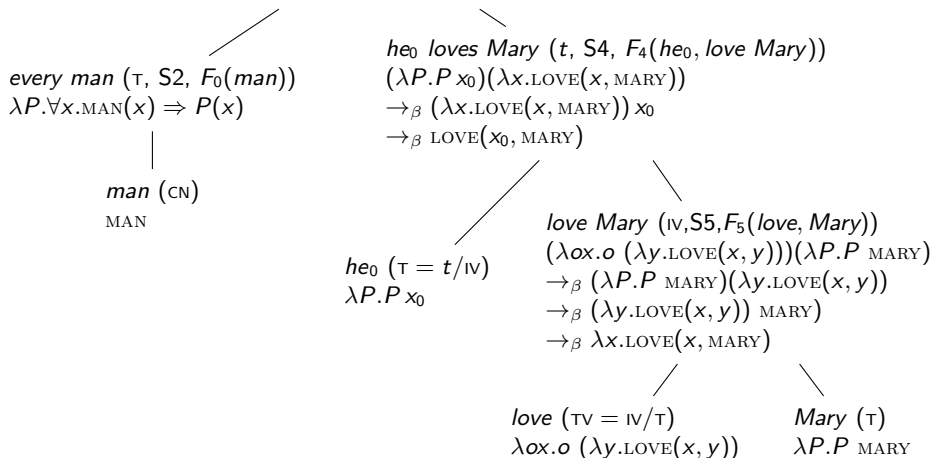 he₀ loves Mary (t, S4, F₄(he₀, love Mary))
every man (T, S2, F₀(man))
(λP.P x₀)(λx.LOVE(x, MARY))
λP.∀x.MAN(x) ⇒ P(x)
→β (λx.LOVE(x, MARY)) x₀
→β LOVE(x₀, MARY)
man (CN)
MAN
love Mary (IV,S5,F₅(love, Mary))
(λox.o (λy.LOVE(x, y)))(λP.P MARY)
he₀ (T = t/IV)
→β (λP.P MARY)(λy.LOVE(x, y))
λP.P x₀
→β (λy.LOVE(x, y)) MARY)
→β λx.LOVE(x, MARY)
love (TV = IV/T)
Mary (T)
λox.o (λy.LOVE(x, y))
λP.P MARY